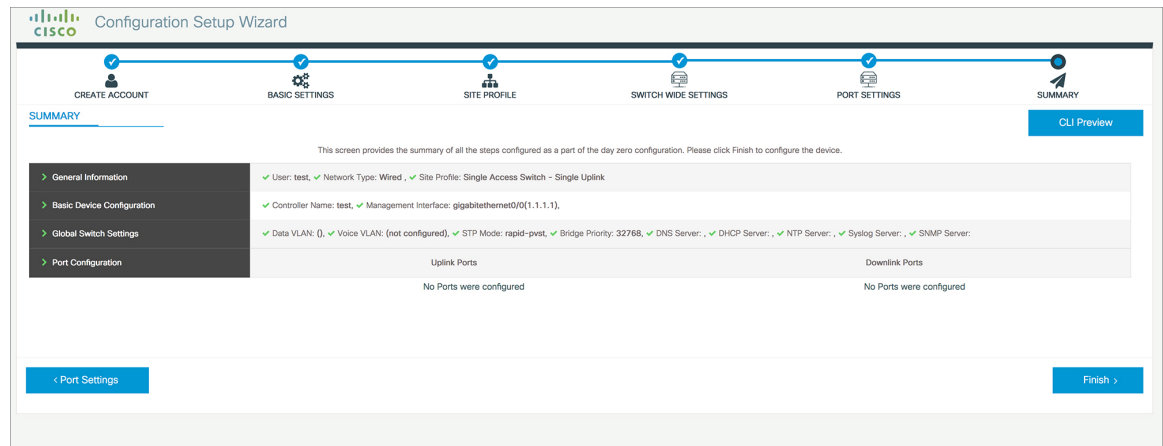 CISCO
Configuration Setup Wizard
CREATE ACCOUNT
BASIC SETTINGS
SITE PROFILE
SWITCH WIDE SETTINGS
PORT SETTINGS
SUMMARY
SUMMARY
CLI Preview
This screen provides the summary of all the steps configured as a part of the day zero configuration. Please click Finish to configure the device.
> General Information
✓ User: test, ✓ Network Type: Wired , ✓ Site Profile: Single Access Switch - Single Uplink
> Basic Device Configuration
✓ Controller Name: test, ✓ Management Interface: gigabitethernet0/0(1.1.1.1),
> Global Switch Settings
✓ Data VLAN: (), ✓ Voice VLAN: (not configured), ✓ STP Mode: rapid-pvst, ✓ Bridge Priority: 32768, ✓ DNS Server: , ✓ DHCP Server: , ✓ NTP Server: , ✓ Syslog Server: , ✓ SNMP Server:
> Port Configuration
Uplink Ports
Downlink Ports
No Ports were configured
No Ports were configured
< Port Settings
Finish >